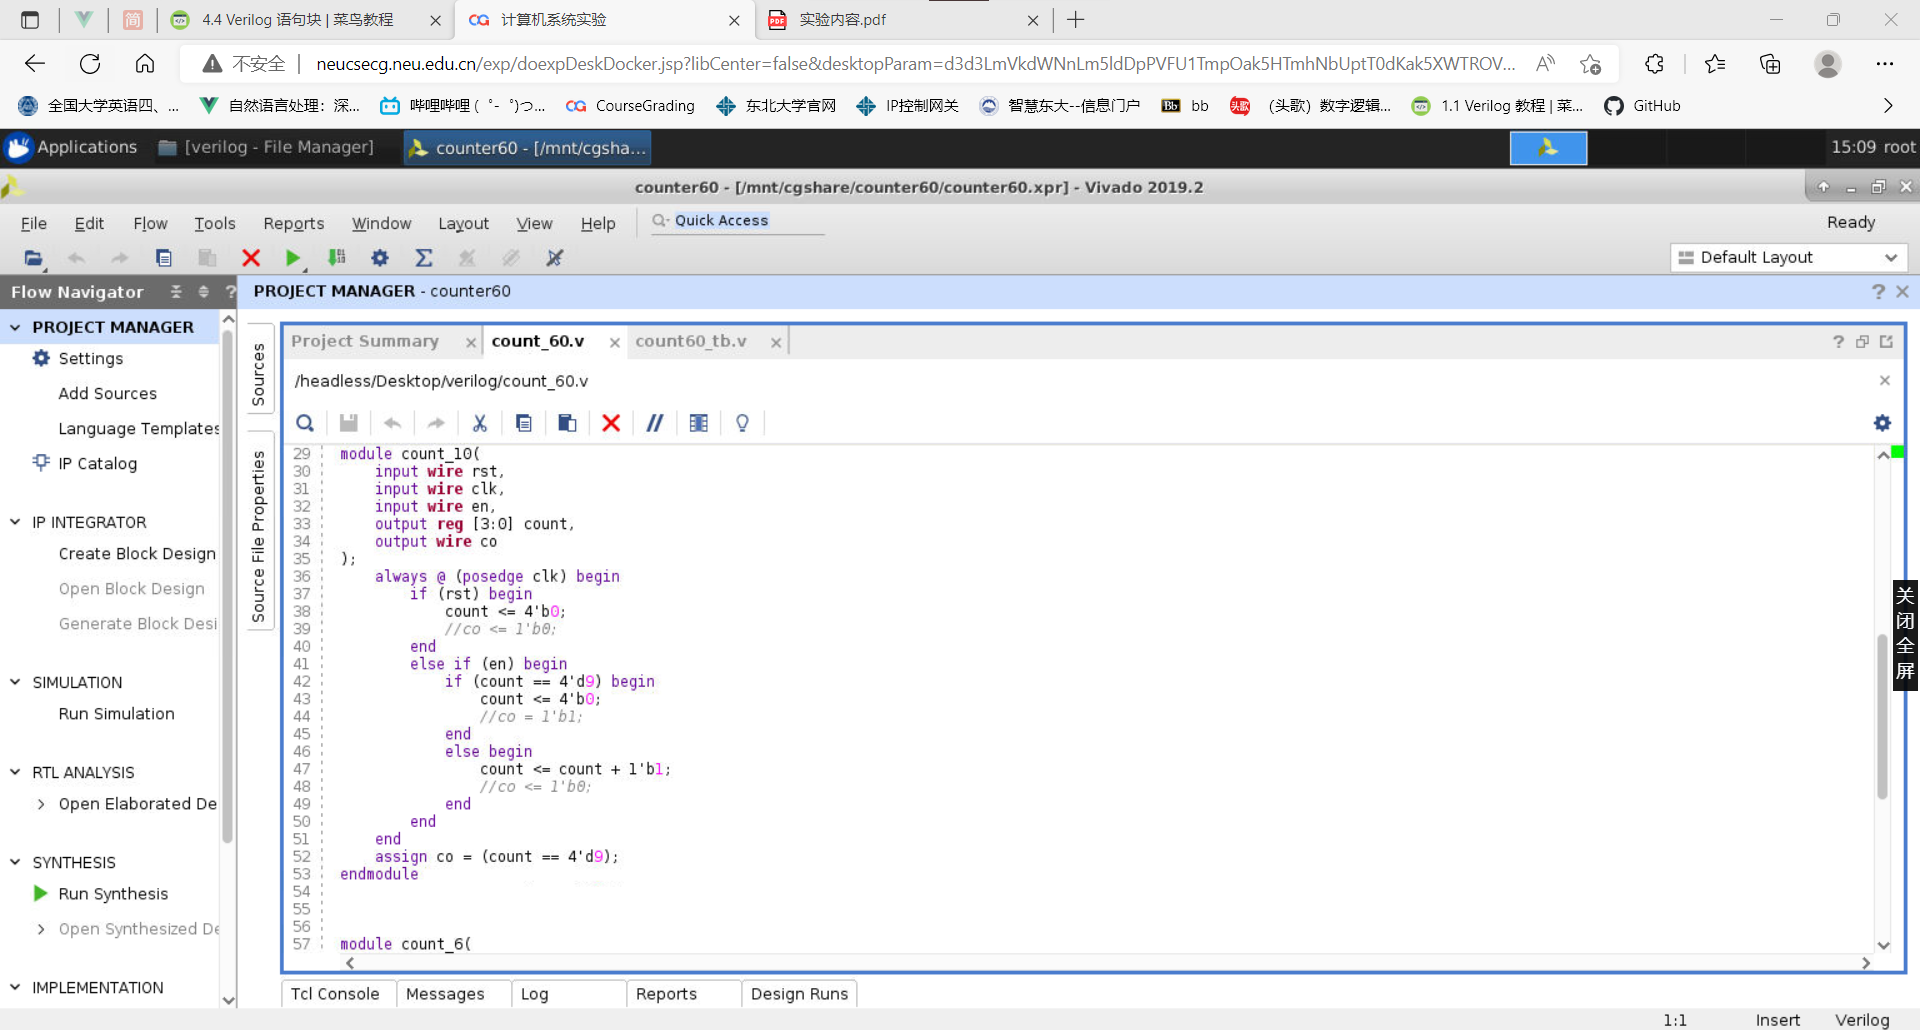 4.4 Verilog 语句块 | 菜鸟教程
计算机系统实验
实验内容.pdf
不安全
neucsecg.neu.edu.cn/exp/doexpDeskDocker.jsp?libCenter=false&desktopParam=d3d3LmVkdWNnLm5ldDpPVFU1TmpOak5HTmhNbUptT0dKak5XWTROV...
全国大学英语四、...
自然语言处理：深...
哔哩哔哩 ( ゜- ゜)つ...
CourseGrading
东北大学官网
IP控制网关
智慧东大--信息门户
bb
（头歌）数字逻辑...
1.1 Verilog 教程 | 菜...
GitHub
Applications
[verilog - File Manager]
counter60 - [/mnt/cgsha...
15:09 root
counter60 - [/mnt/cgshare/counter60/counter60.xpr] - Vivado 2019.2
File Edit Flow Tools Reports Window Layout View Help
Quick Access
Ready
Default Layout
Flow Navigator
PROJECT MANAGER - counter60
PROJECT MANAGER
Settings
Add Sources
Language Templates
IP Catalog
IP INTEGRATOR
Create Block Design
Open Block Design
Generate Block Desi
SIMULATION
Run Simulation
RTL ANALYSIS
Open Elaborated De
SYNTHESIS
Run Synthesis
Open Synthesized De
IMPLEMENTATION
Sources
Source File Properties
Project Summary
count_60.v
count60_tb.v
/headless/Desktop/verilog/count_60.v
29 module count_10(
30 input wire rst,
31 input wire clk,
32 input wire en,
33 output reg [3:0] count,
34 output wire co
35 );
36 always @ (posedge clk) begin
37 if (rst) begin
38 count <= 4'b0;
39 //co <= 1'b0;
40 end
41 else if (en) begin
42 if (count == 4'd9) begin
43 count <= 4'b0;
44 //co = 1'b1;
45 end
46 else begin
47 count <= count + 1'b1;
48 //co <= 1'b0;
49 end
50 end
51 end
52 assign co = (count == 4'd9);
53 endmodule
54
55
56
57 module count_6(
关闭全屏
Tcl Console
Messages
Log
Reports
Design Runs
1:1
Insert
Verilog